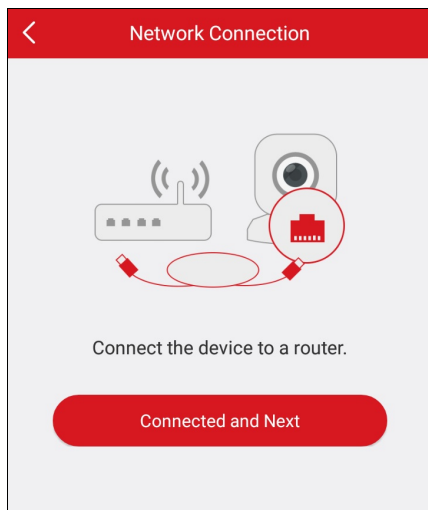 Network Connection
Connect the device to a router.
Connected and Next